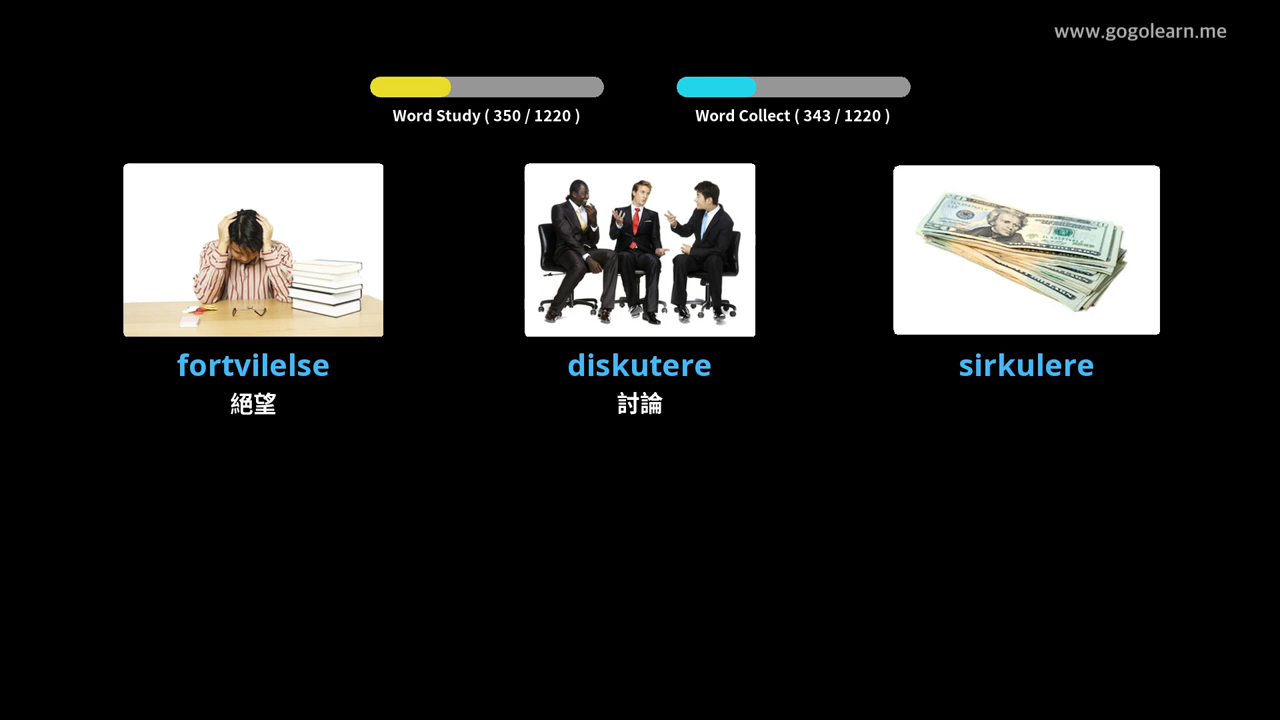 www.gogolearn.me
Word Study ( 350 / 1220 )
Word Collect ( 343 / 1220 )
fortvilelse
絕望
diskutere
討論
sirkulere